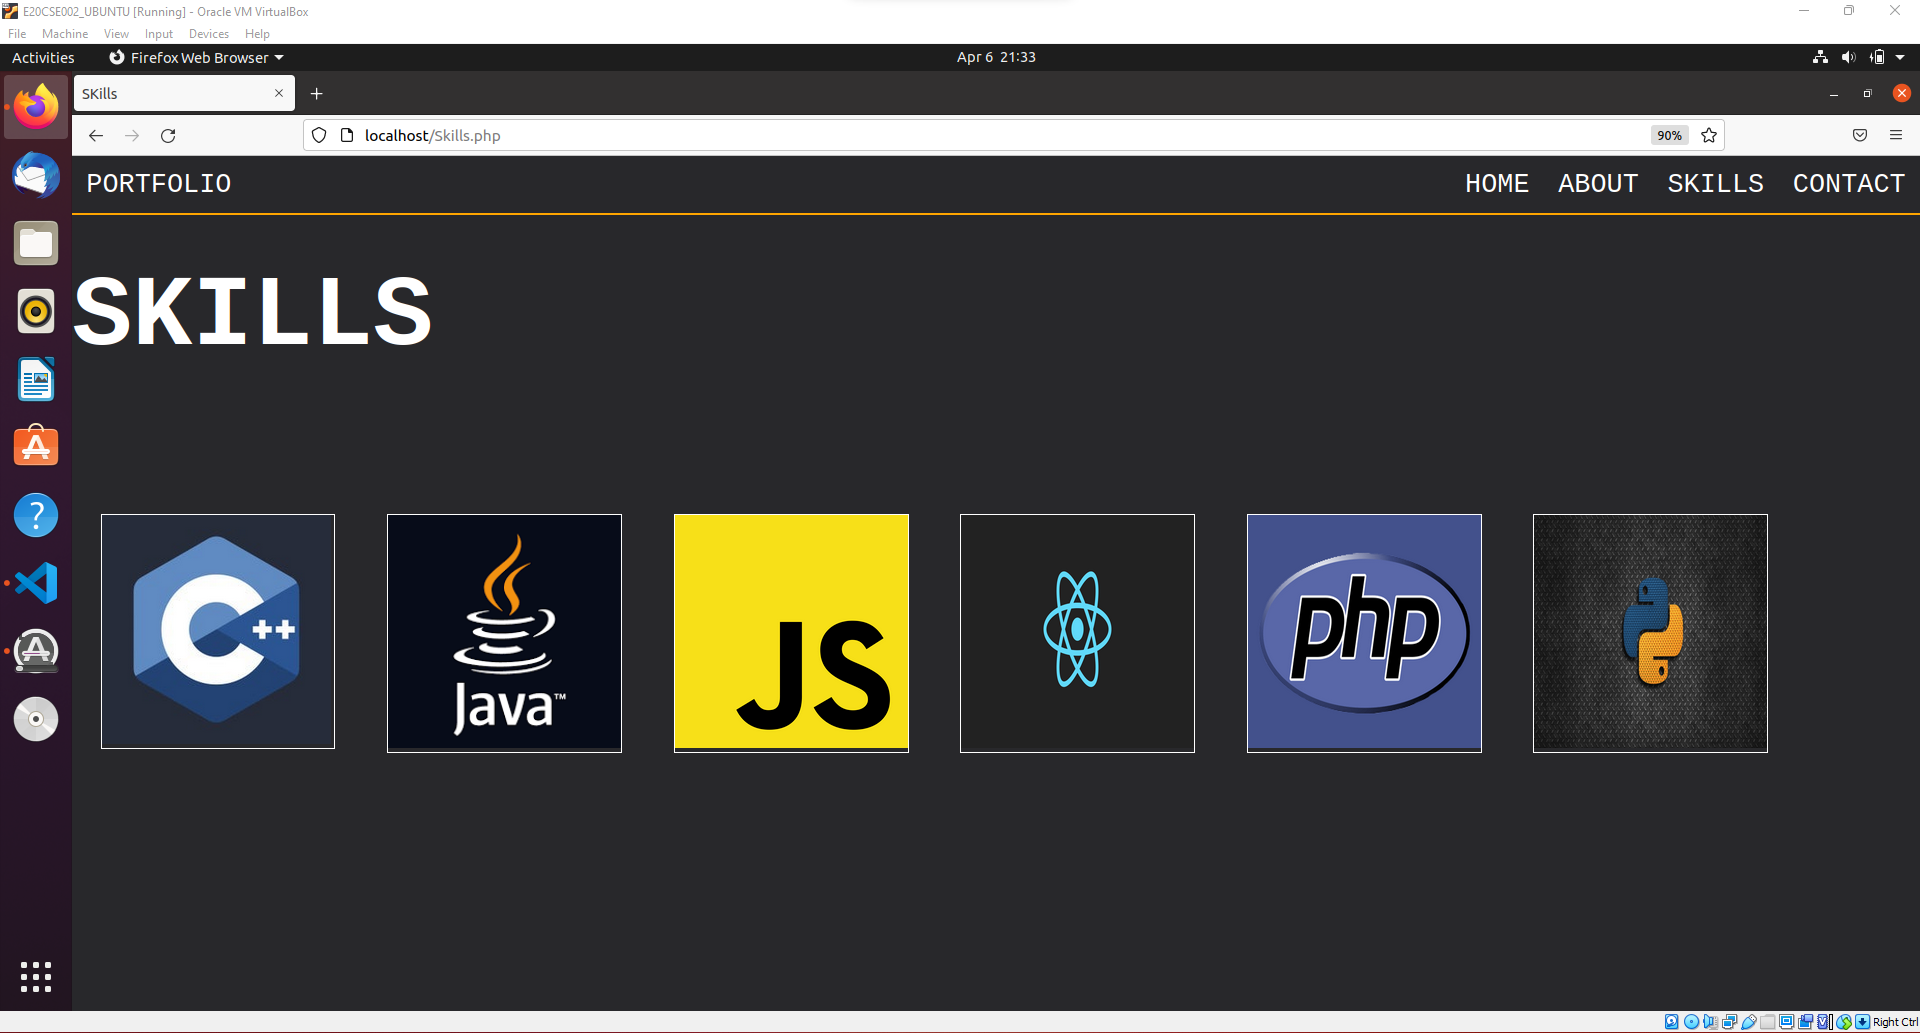 E20CSE002_UBUNTU [Running] - Oracle VM VirtualBox
File Machine View Input Devices Help
Activities Firefox Web Browser Apr 6 21:33
SKills
localhost/Skills.php 90%
PORTFOLIO HOME ABOUT SKILLS CONTACT
SKILLS
C++
Java™
JS
php
Right Ctrl